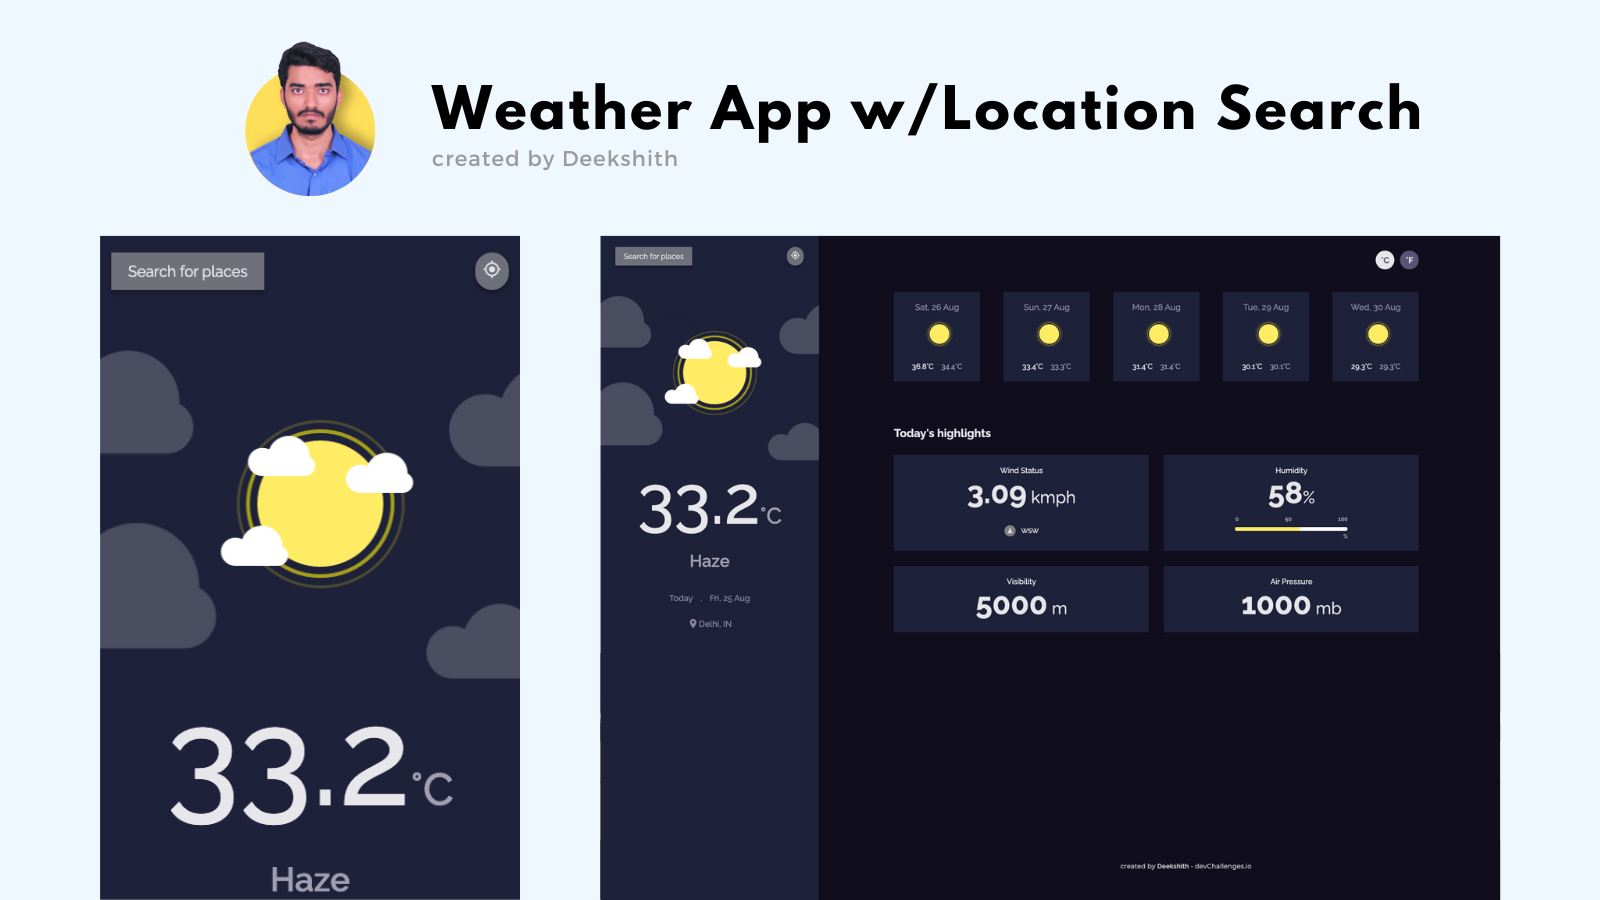 Weather App w/Location Search
created by Deekshith
Search for places
33.2°C
Haze
Search for places
33.2°C
Haze
Today . Fri, 25 Aug
Delhi, IN
°C °F
Sat, 26 Aug
36.8°C 34.4°C
Sun, 27 Aug
33.4°C 33.3°C
Mon, 28 Aug
31.4°C 31.4°C
Tue, 29 Aug
30.1°C 30.1°C
Wed, 30 Aug
29.3°C 29.3°C
Today's highlights
Wind Status
3.09 kmph
WSW
Humidity
58%
0 50 100
%
Visibility
5000 m
Air Pressure
1000 mb
created by Deekshith - devChallenges.io